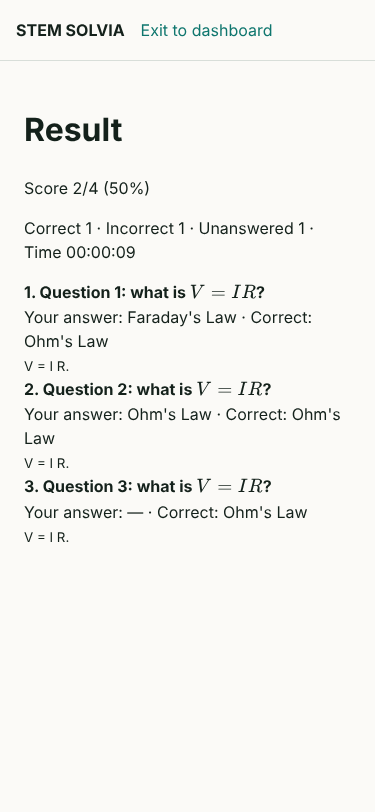 STEM SOLVIA Exit to dashboard
Result
Score 2/4 (50%)
Correct 1 · Incorrect 1 · Unanswered 1 ·
Time 00:00:09
1. Question 1: what is V = IR?
Your answer: Faraday's Law · Correct:
Ohm's Law
V = I R.
2. Question 2: what is V = IR?
Your answer: Ohm's Law · Correct: Ohm's
Law
V = I R.
3. Question 3: what is V = IR?
Your answer: — · Correct: Ohm's Law
V = I R.